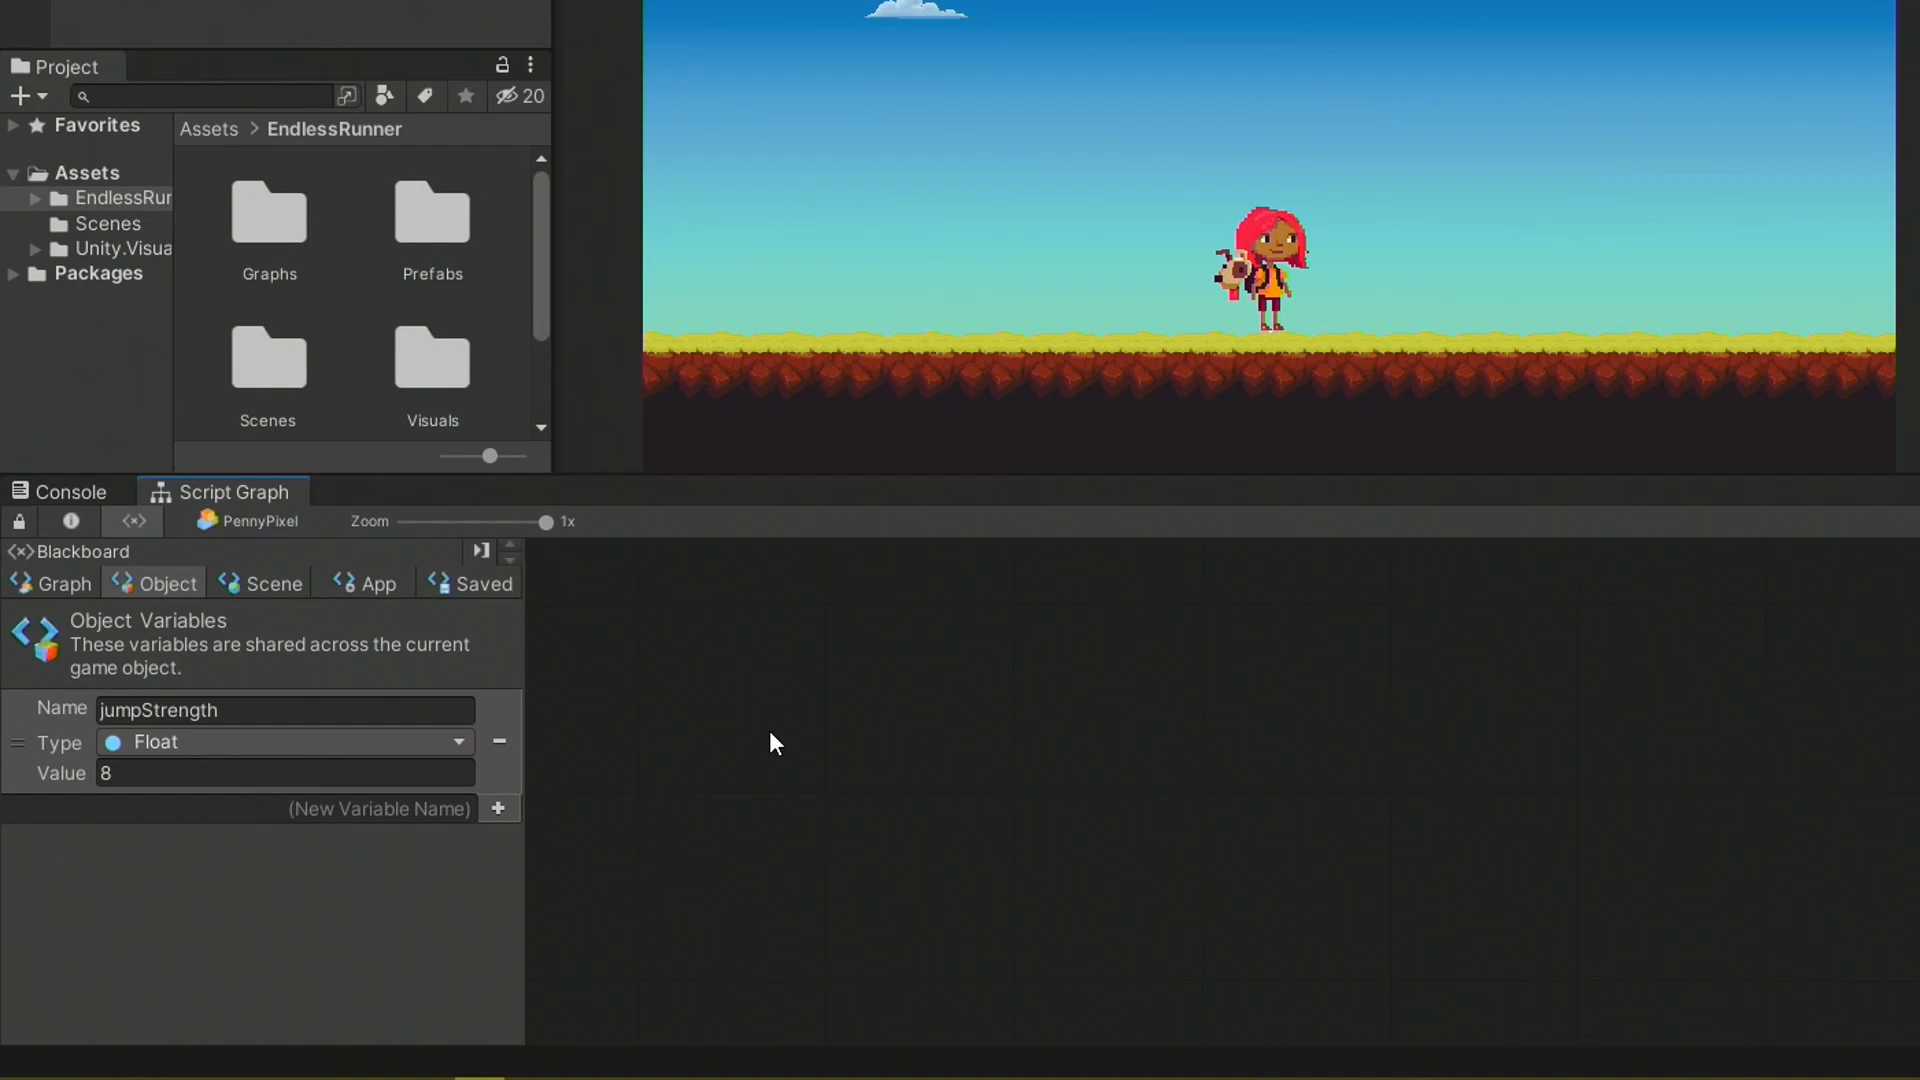 Project
20
Favorites
Assets > EndlessRunner
Assets
EndlessRun
Scenes
Unity.Visua
Packages
Graphs
Prefabs
Scenes
Visuals
Console
Script Graph
PennyPixel
Zoom
1x
<×>Blackboard
Graph
Object
Scene
App
Saved
Object Variables
These variables are shared across the current
game object.
Name jumpStrength
Type Float
Value 8
(New Variable Name)